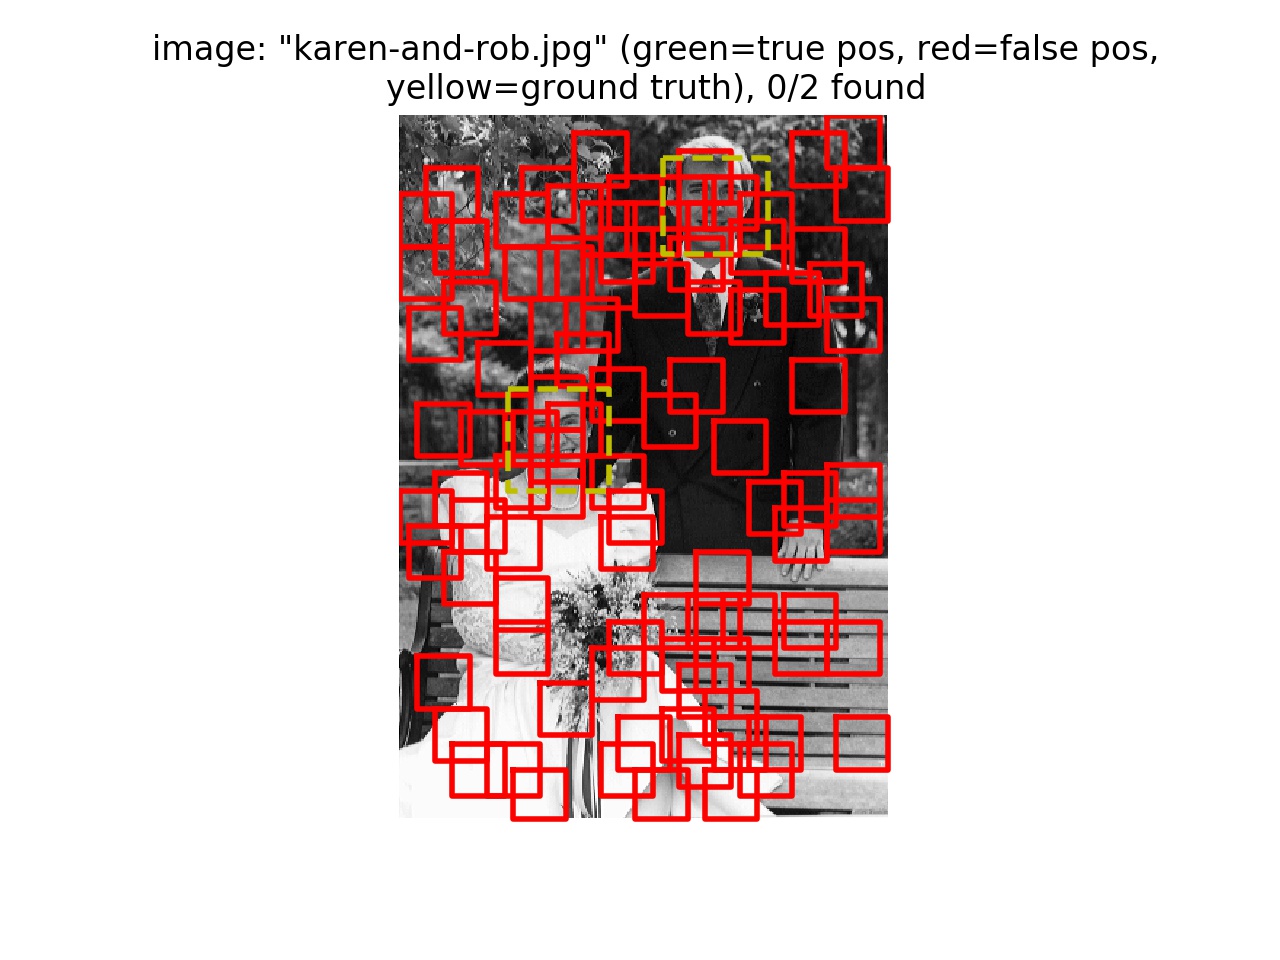 image: "karen-and-rob.jpg" (green=true pos, red=false pos,
yellow=ground truth), 0/2 found